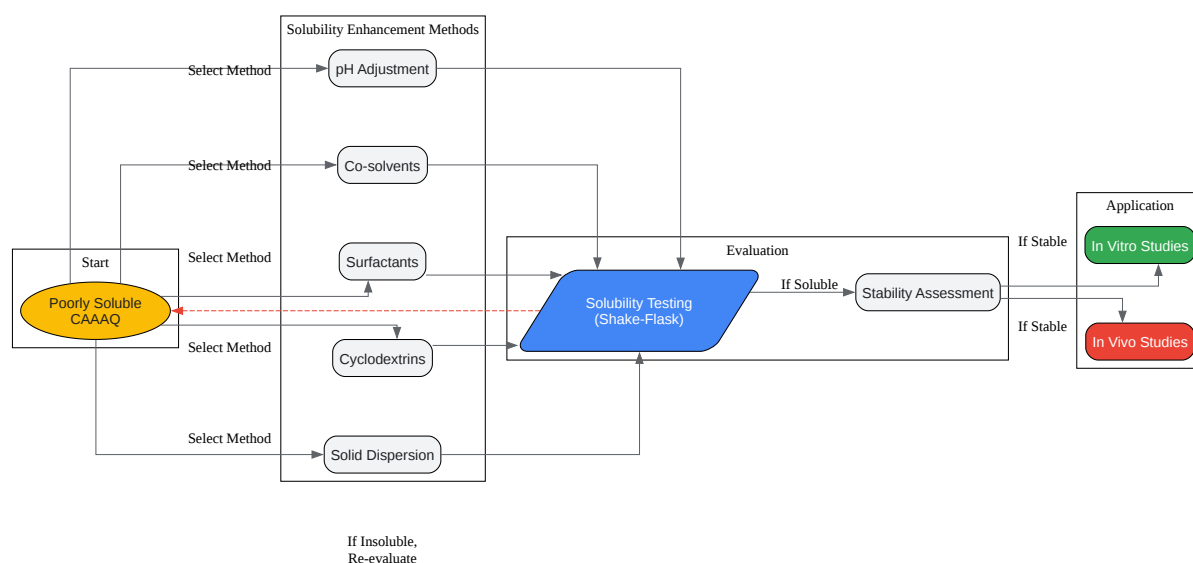 Solubility Enhancement Methods
Select Method
pH Adjustment
Select Method
Co-solvents
Start
Poorly Soluble
CAAAQ
Select Method
Surfactants
Select Method
Cyclodextrins
Select Method
Solid Dispersion
If Insoluble,
Re-evaluate
Evaluation
Solubility Testing
(Shake-Flask)
If Soluble
Stability Assessment
If Stable
If Stable
Application
In Vitro Studies
In Vivo Studies